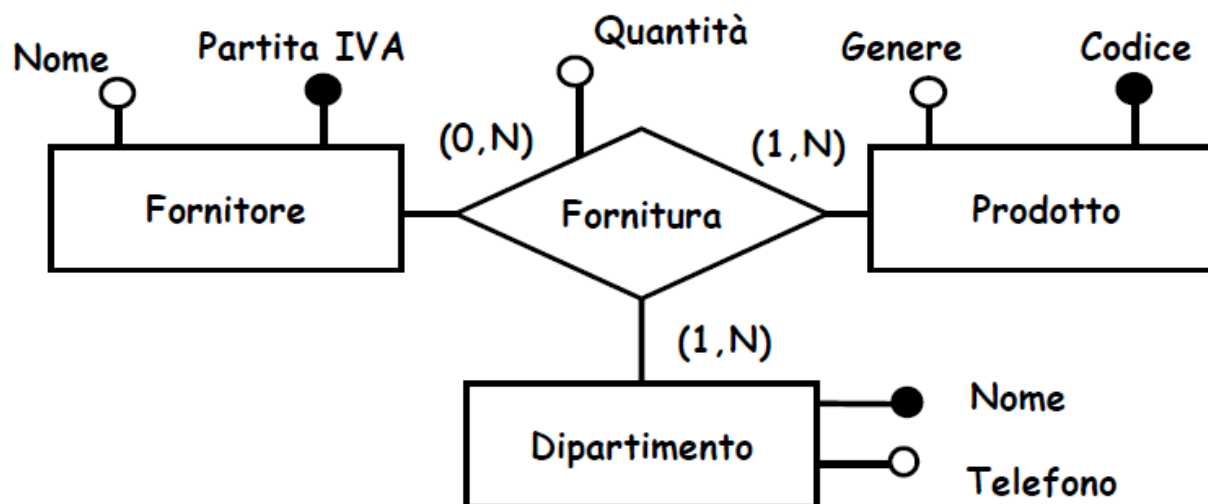 Nome
Partita IVA
Quantità
Genere
Codice
(0,N)
(1,N)
Fornitore
Fornitura
Prodotto
(1,N)
Dipartimento
Nome
Telefono